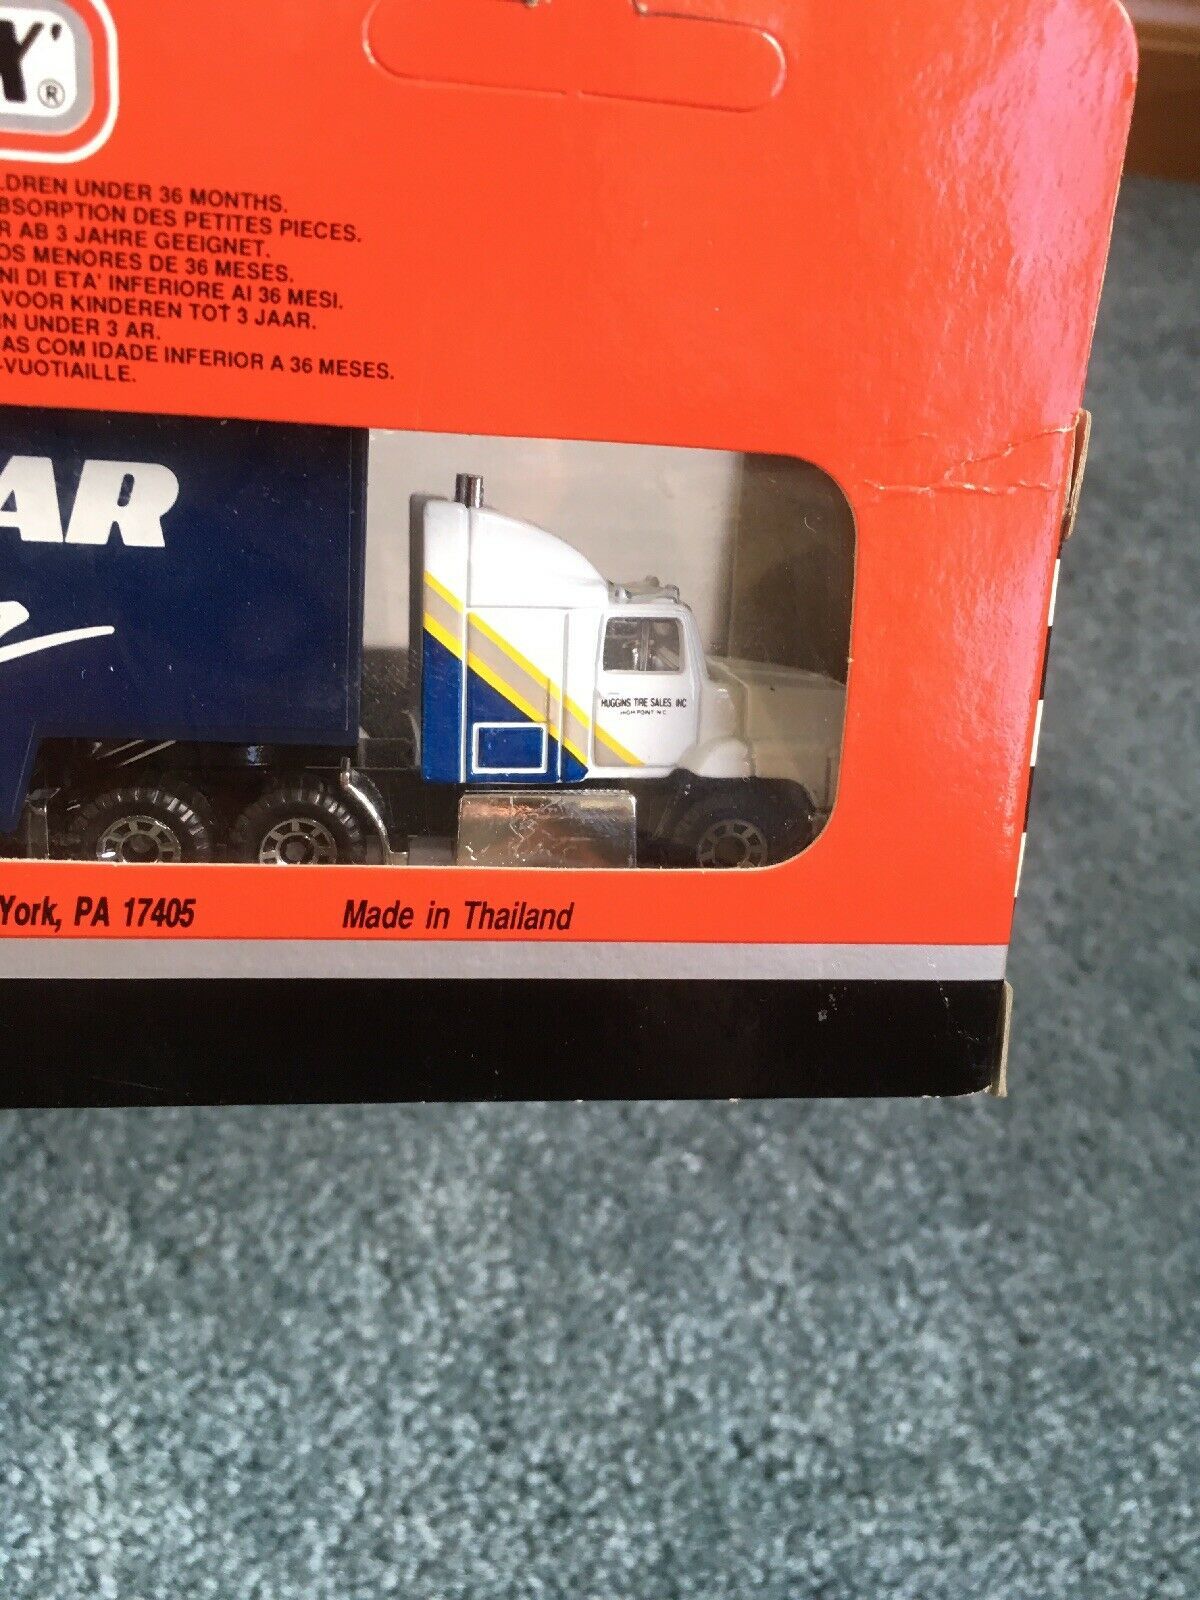 X
®
LDREN UNDER 36 MONTHS.
BSORPTION DES PETITES PIECES.
R AB 3 JAHRE GEEIGNET.
OS MENORES DE 36 MESES.
NI DI ETA' INFERIORE AI 36 MESI.
VOOR KINDEREN TOT 3 JAAR.
RN UNDER 3 AR.
AS COM IDADE INFERIOR A 36 MESES.
-VUOTIAILLE.
AR
HUGGINS TIRE SALES, INC
HIGH POINT N.C.
York, PA 17405
Made in Thailand